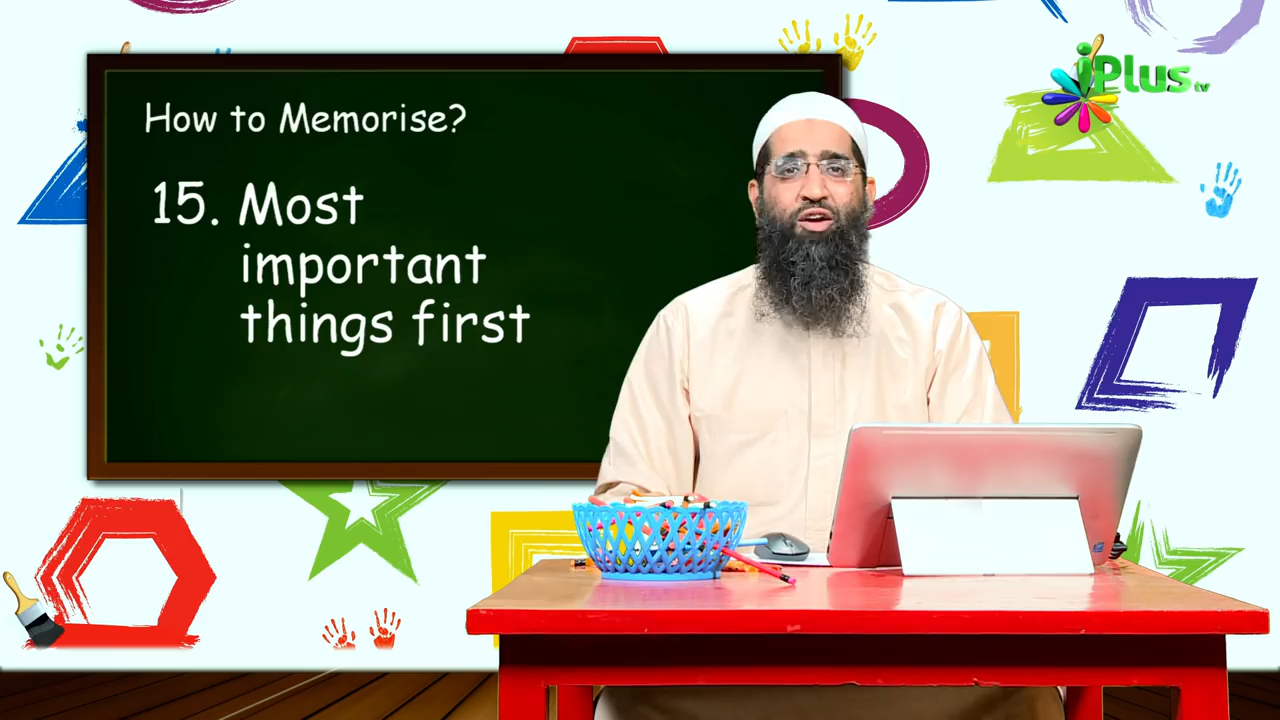 How to Memorise?
15. Most
important
things first
iPlus tv